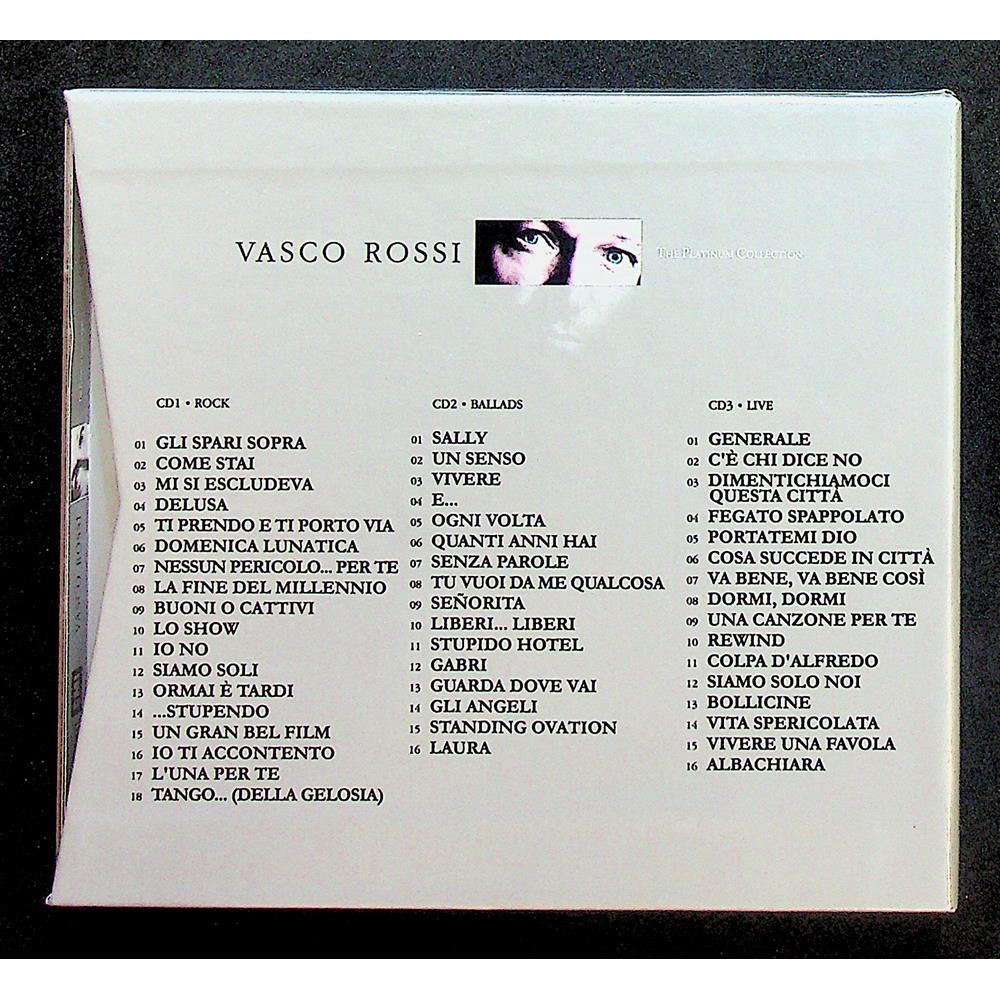 VASCO ROSSI
THE PLATINUM COLLECTION
CD1 • ROCK
01 GLI SPARI SOPRA
02 COME STAI
03 MI SI ESCLUDEVA
04 DELUSA
05 TI PRENDO E TI PORTO VIA
06 DOMENICA LUNATICA
07 NESSUN PERICOLO... PER TE
08 LA FINE DEL MILLENNIO
09 BUONI O CATTIVI
10 LO SHOW
11 IO NO
12 SIAMO SOLI
13 ORMAI È TARDI
14 ...STUPENDO
15 UN GRAN BEL FILM
16 IO TI ACCONTENTO
17 L'UNA PER TE
18 TANGO... (DELLA GELOSIA)
CD2 • BALLADS
01 SALLY
02 UN SENSO
03 VIVERE
04 E...
05 OGNI VOLTA
06 QUANTI ANNI HAI
07 SENZA PAROLE
08 TU VUOI DA ME QUALCOSA
09 SEÑORITA
10 LIBERI... LIBERI
11 STUPIDO HOTEL
12 GABRI
13 GUARDA DOVE VAI
14 GLI ANGELI
15 STANDING OVATION
16 LAURA
CD3 • LIVE
01 GENERALE
02 C'È CHI DICE NO
03 DIMENTICHIAMOCI
QUESTA CITTÀ
04 FEGATO SPAPPOLATO
05 PORTATEMI DIO
06 COSA SUCCEDE IN CITTÀ
07 VA BENE, VA BENE COSÌ
08 DORMI, DORMI
09 UNA CANZONE PER TE
10 REWIND
11 COLPA D'ALFREDO
12 SIAMO SOLO NOI
13 BOLLICINE
14 VITA SPERICOLATA
15 VIVERE UNA FAVOLA
16 ALBACHIARA
VASCO ROSSI